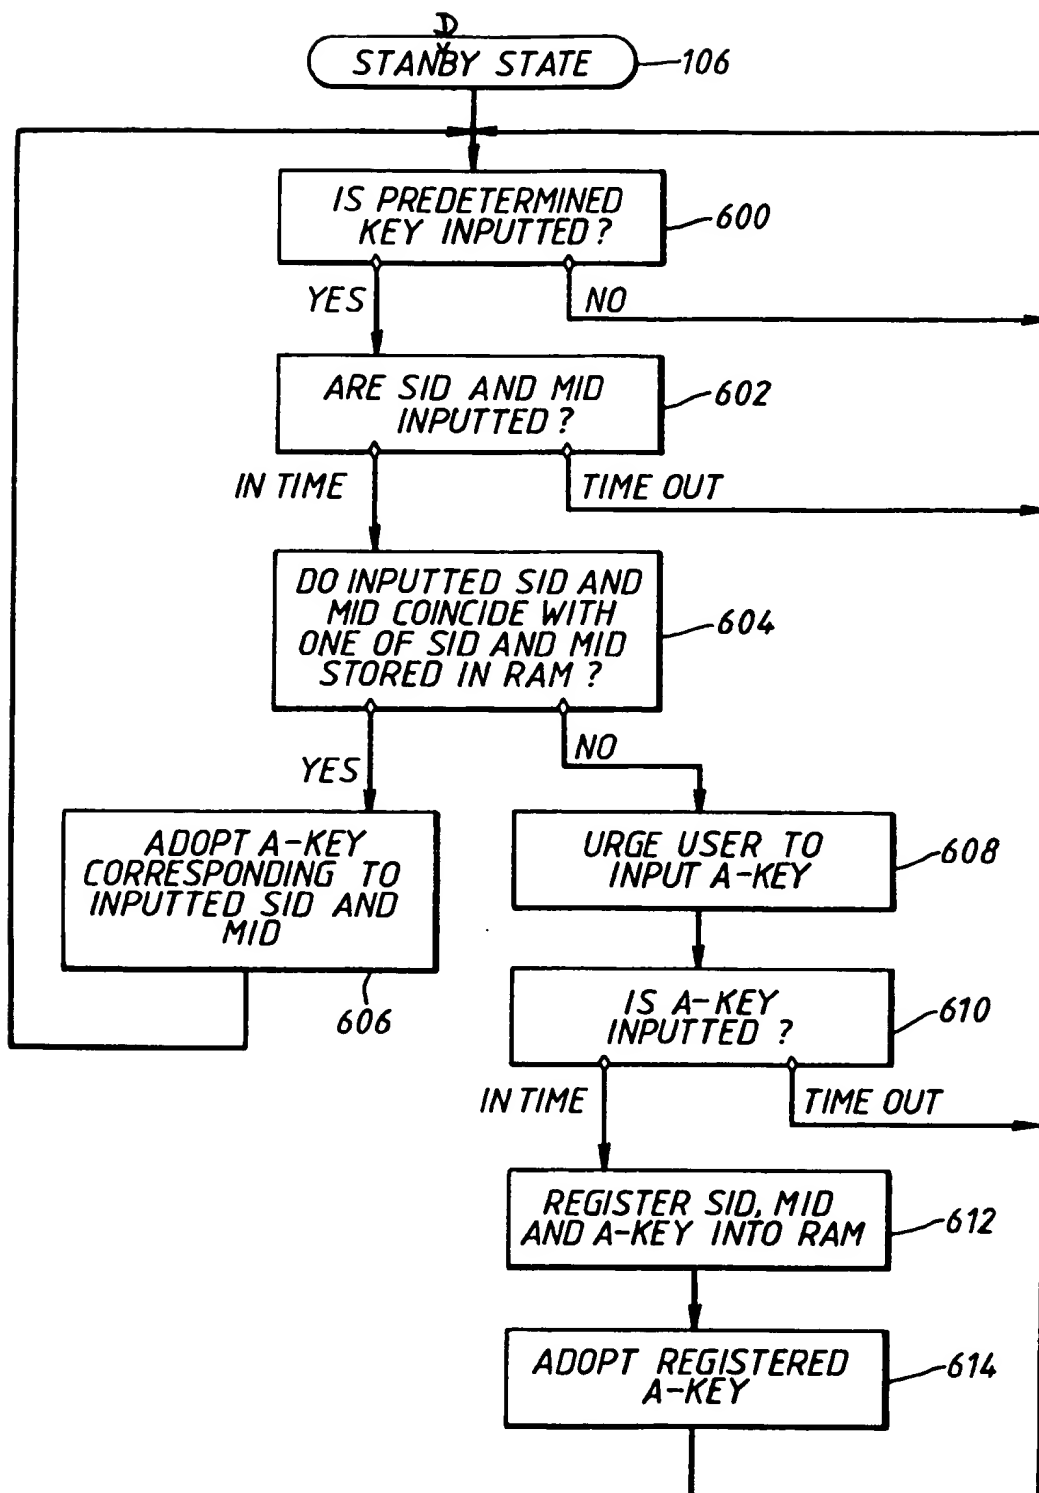 D
STANBY STATE
106
IS PREDETERMINED
KEY INPUTTED?
600
YES
NO
ARE SID AND MID
INPUTTED?
602
IN TIME
TIME OUT
DO INPUTTED SID AND
MID COINCIDE WITH
ONE OF SID AND MID
STORED IN RAM?
604
YES
NO
ADOPT A-KEY
CORRESPONDING TO
INPUTTED SID AND
MID
606
URGE USER TO
INPUT A-KEY
608
IS A-KEY
INPUTTED?
610
IN TIME
TIME OUT
REGISTER SID, MID
AND A-KEY INTO RAM
612
ADOPT REGISTERED
A-KEY
614